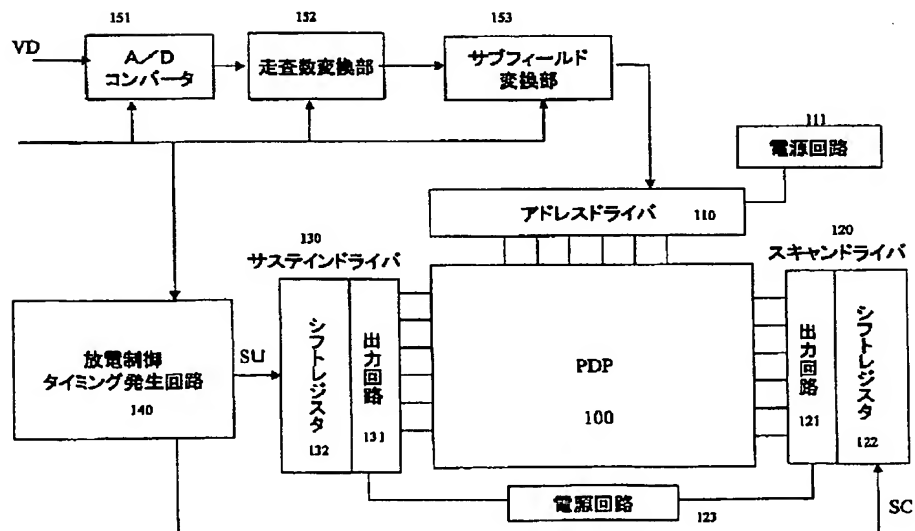 151
152
153
VD
A/D
コンバータ
走査数変換部
サブフィールド
変換部
111
電源回路
アドレスドライバ 110
130
サステインドライバ
120
スキャンドライバ
放電制御
タイミング発生回路
140
SU
シフトレジスタ
132
出力回路
131
PDP
100
出力回路
121
シフトレジスタ
122
電源回路
123
SC